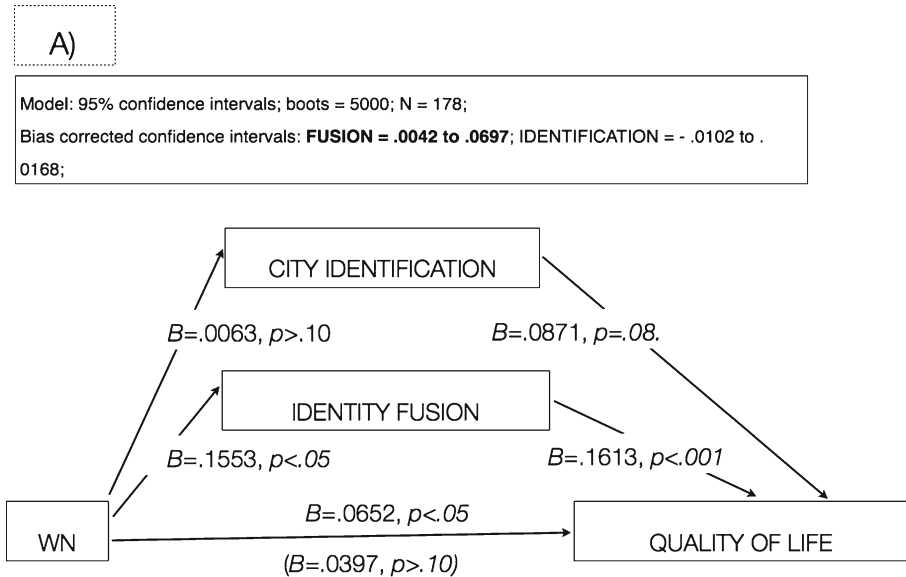 A)
Model: 95% confidence intervals; boots = 5000; N = 178;
Bias corrected confidence intervals: FUSION = .0042 to .0697; IDENTIFICATION = - .0102 to .
0168;
CITY IDENTIFICATION
B=.0063, p>.10
B=.0871, p=.08.
IDENTITY FUSION
B=.1553, p<.05
B=.1613, p<.001
B=.0652, p<.05
WN
QUALITY OF LIFE
(B=.0397, p>.10)